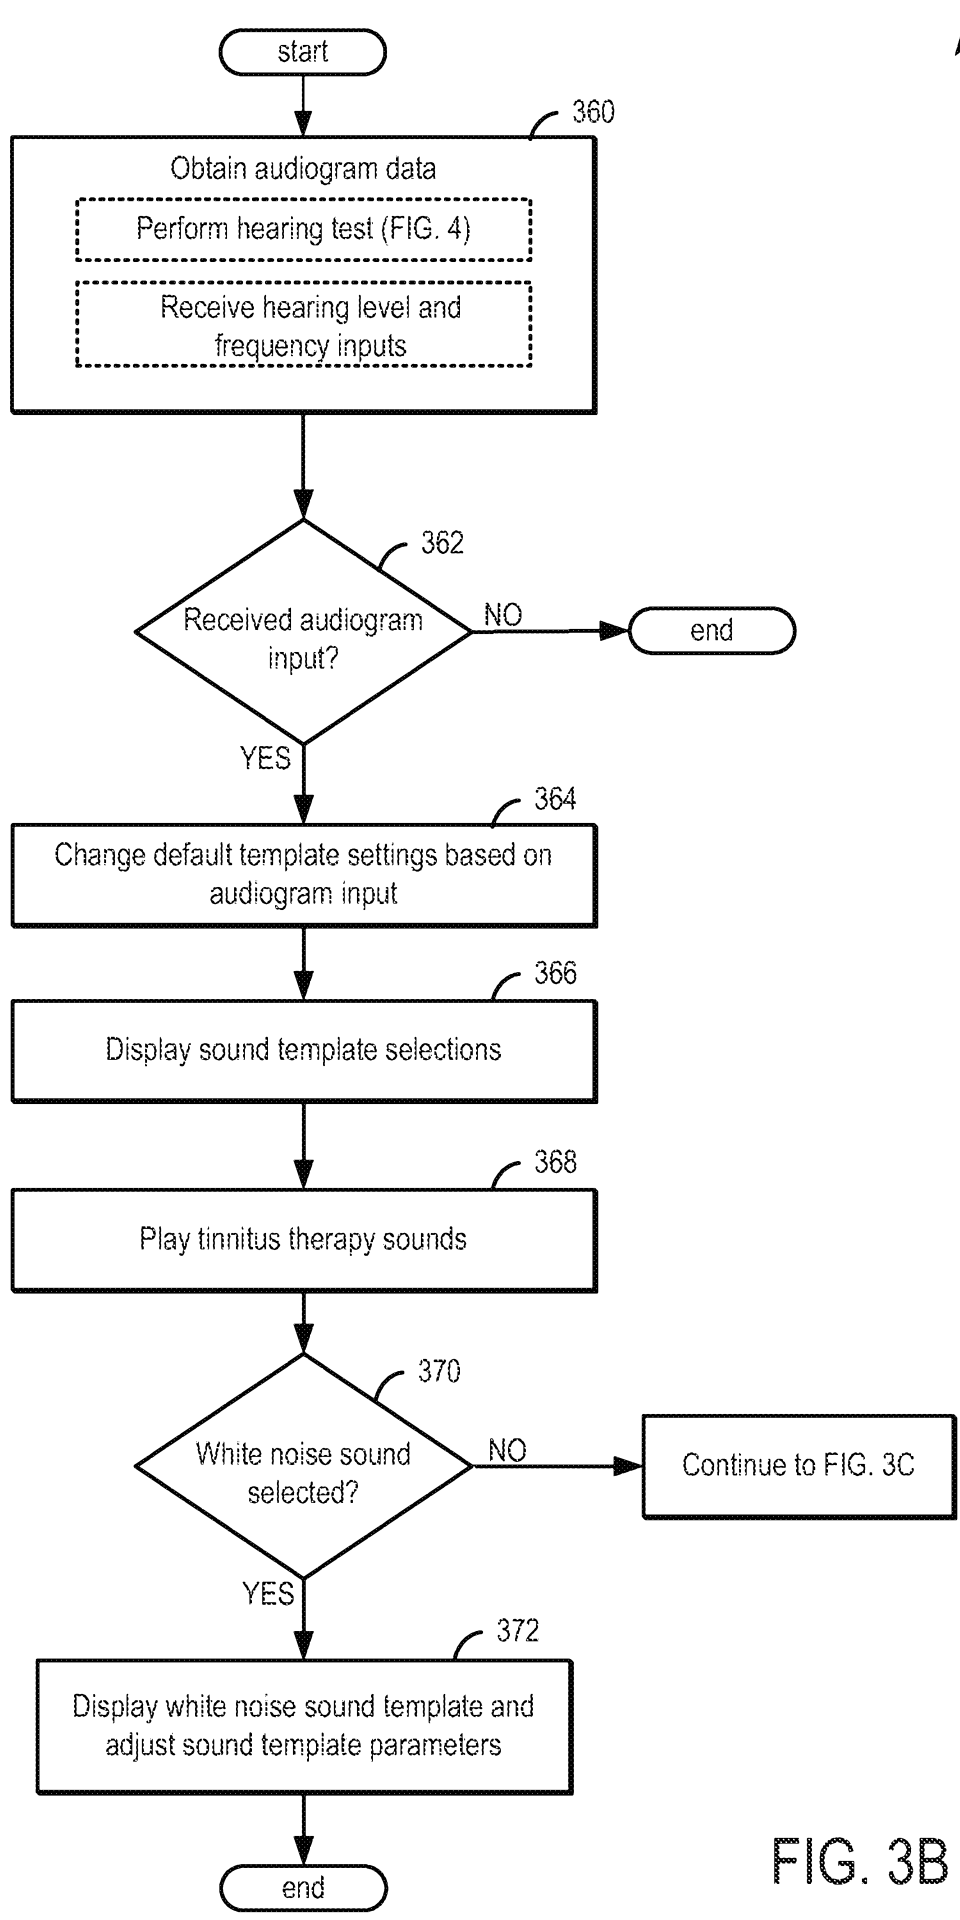 start
360
Obtain audiogram data
Perform hearing test (FIG. 4)
Receive hearing level and
frequency inputs
362
Received audiogram
input?
NO
end
YES
364
Change default template settings based on
audiogram input
366
Display sound template selections
368
Play tinnitus therapy sounds
370
White noise sound
selected?
NO
Continue to FIG. 3C
YES
372
Display white noise sound template and
adjust sound template parameters
end
FIG. 3B